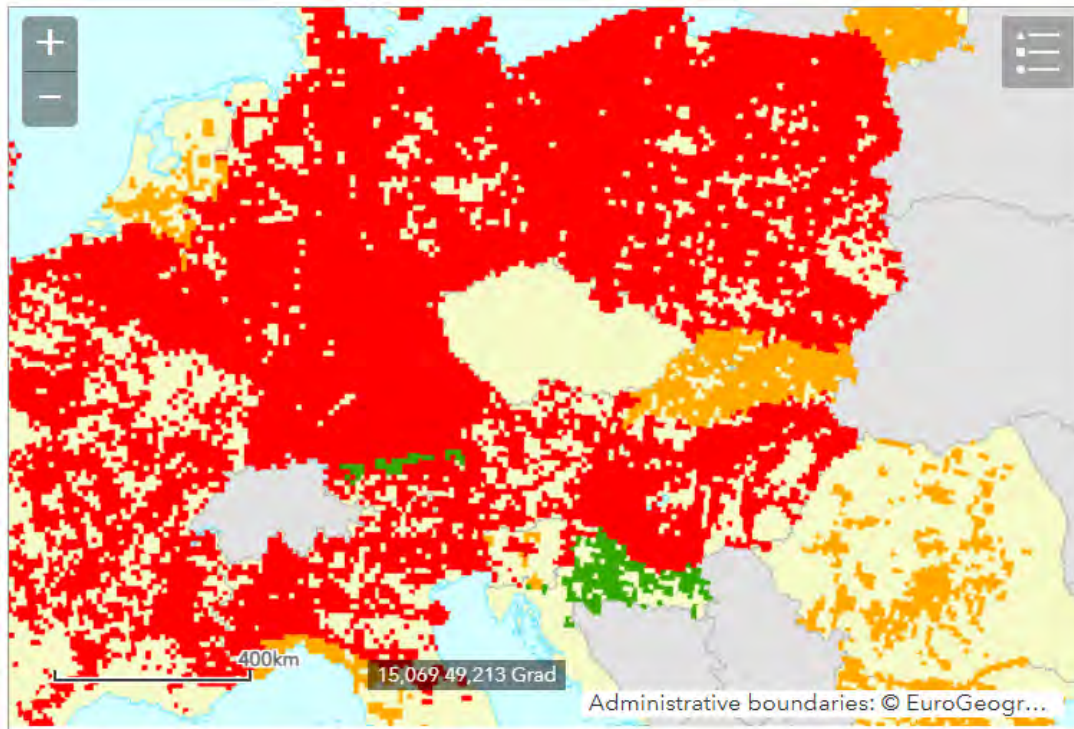 +
−
400km
15,069 49,213 Grad
Administrative boundaries: © EuroGeogr...